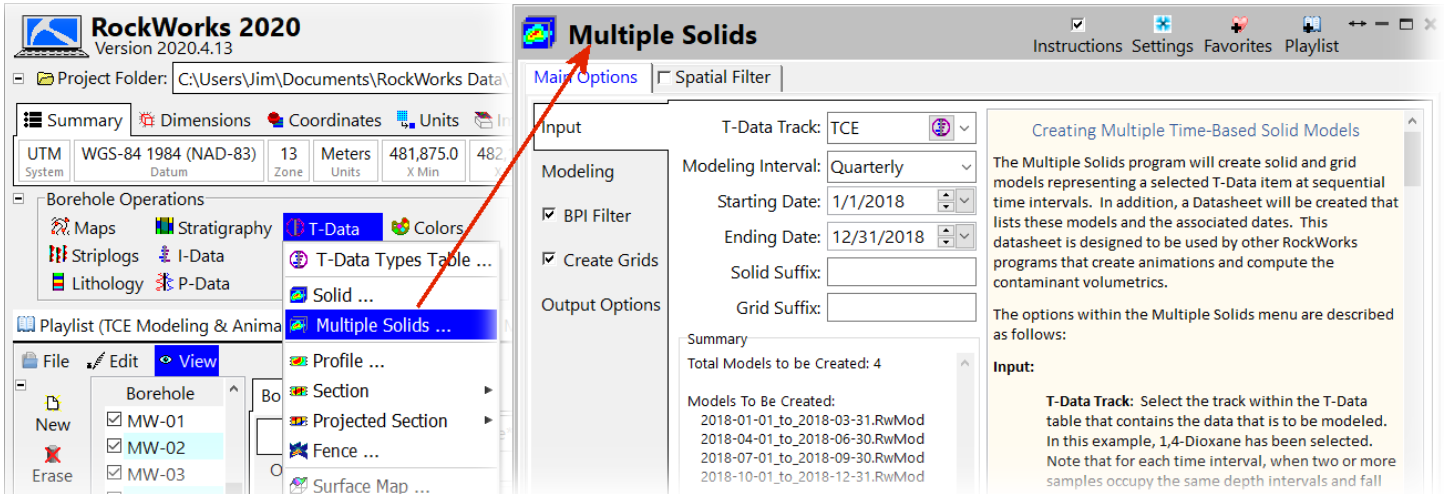 RockWorks 2020
Version 2020.4.13
Project Folder: C:\Users\Jim\Documents\RockWorks Data\
Summary Dimensions Coordinates Units
UTM WGS-84 1984 (NAD-83) 13 Meters 481,875.0 482,
System Datum Zone Units X Min
Borehole Operations
Maps Stratigraphy T-Data Colors
Striplogs I-Data
Lithology P-Data
T-Data Types Table ...
Solid ...
Multiple Solids ...
Profile ...
Section
Projected Section
Fence ...
Surface Map ...
Playlist (TCE Modeling & Anima
File Edit View
New
Erase
Borehole
MW-01
MW-02
MW-03
Bo
Multiple Solids
Instructions Settings Favorites Playlist
Main Options Spatial Filter
Input
Modeling
BPI Filter
Create Grids
Output Options
T-Data Track: TCE
Modeling Interval: Quarterly
Starting Date: 1/1/2018
Ending Date: 12/31/2018
Solid Suffix:
Grid Suffix:
Summary
Total Models to be Created: 4
Models To Be Created:
2018-01-01_to_2018-03-31.RwMod
2018-04-01_to_2018-06-30.RwMod
2018-07-01_to_2018-09-30.RwMod
2018-10-01_to_2018-12-31.RwMod
Creating Multiple Time-Based Solid Models
The Multiple Solids program will create solid and grid
models representing a selected T-Data item at sequential
time intervals. In addition, a Datasheet will be created that
lists these models and the associated dates. This
datasheet is designed to be used by other RockWorks
programs that create animations and compute the
contaminant volumetrics.
The options within the Multiple Solids menu are described
as follows:
Input:
T-Data Track: Select the track within the T-Data
table that contains the data that is to be modeled.
In this example, 1,4-Dioxane has been selected.
Note that for each time interval, when two or more
samples occupy the same depth intervals and fall